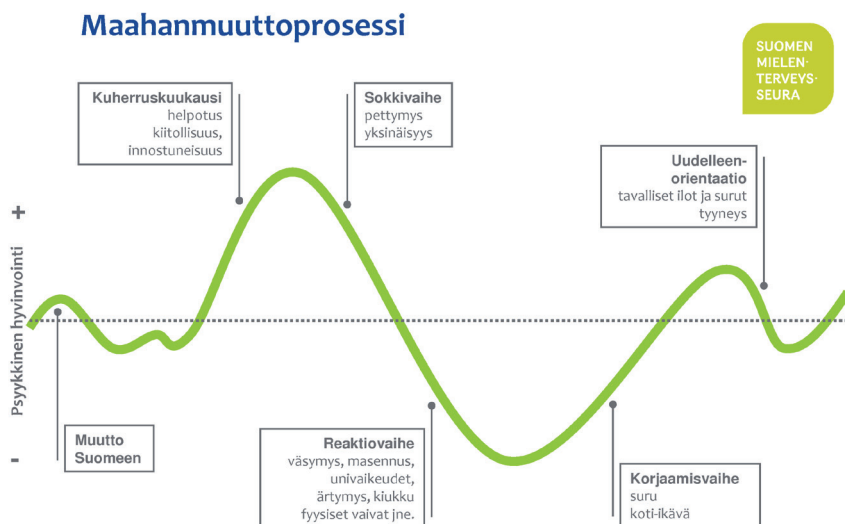 Maahanmuuttoprosessi
SUOMEN
MIELEN-
TERVEYS-
SEURA
Kuherruskuukausi
helpotus
kiitollisuus,
innostuneisuus
Sokkivaihe
pettymys
yksinäisyys
Uudelleen-
orientaatio
tavalliset ilot ja surut
tyyneys
+
Psyykkinen hyvinvointi
-
Muutto
Suomeen
Reaktiovaihe
väsymys, masennus,
univaikeudet,
ärtymys, kiukku
fyysiset vaivat jne.
Korjaamisvaihe
suru
koti-ikävä